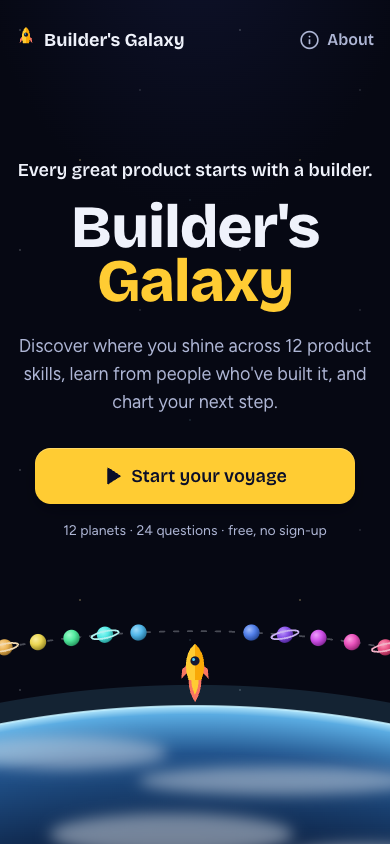 Builder's Galaxy
About
Every great product starts with a builder.
Builder's
Galaxy
Discover where you shine across 12 product
skills, learn from people who've built it, and
chart your next step.
Start your voyage
12 planets · 24 questions · free, no sign-up